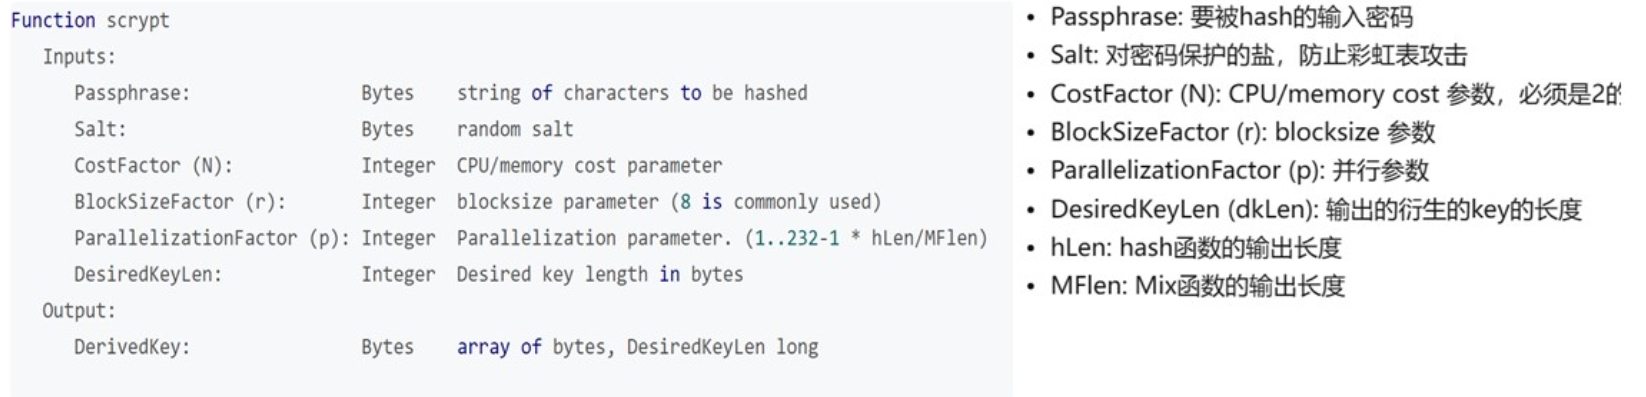 Function scrypt
Inputs:
Passphrase: Bytes string of characters to be hashed
Salt: Bytes random salt
CostFactor (N): Integer CPU/memory cost parameter
BlockSizeFactor (r): Integer blocksize parameter (8 is commonly used)
ParallelizationFactor (p): Integer Parallelization parameter. (1..232-1 * hLen/MFlen)
DesiredKeyLen: Integer Desired key length in bytes
Output:
DerivedKey: Bytes array of bytes, DesiredKeyLen long
• Passphrase: 要被hash的输入密码
• Salt: 对密码保护的盐，防止彩虹表攻击
• CostFactor (N): CPU/memory cost 参数，必须是2
• BlockSizeFactor (r): blocksize 参数
• ParallelizationFactor (p): 并行参数
• DesiredKeyLen (dkLen): 输出的衍生的key的长度
• hLen: hash函数的输出长度
• MFlen: Mix函数的输出长度